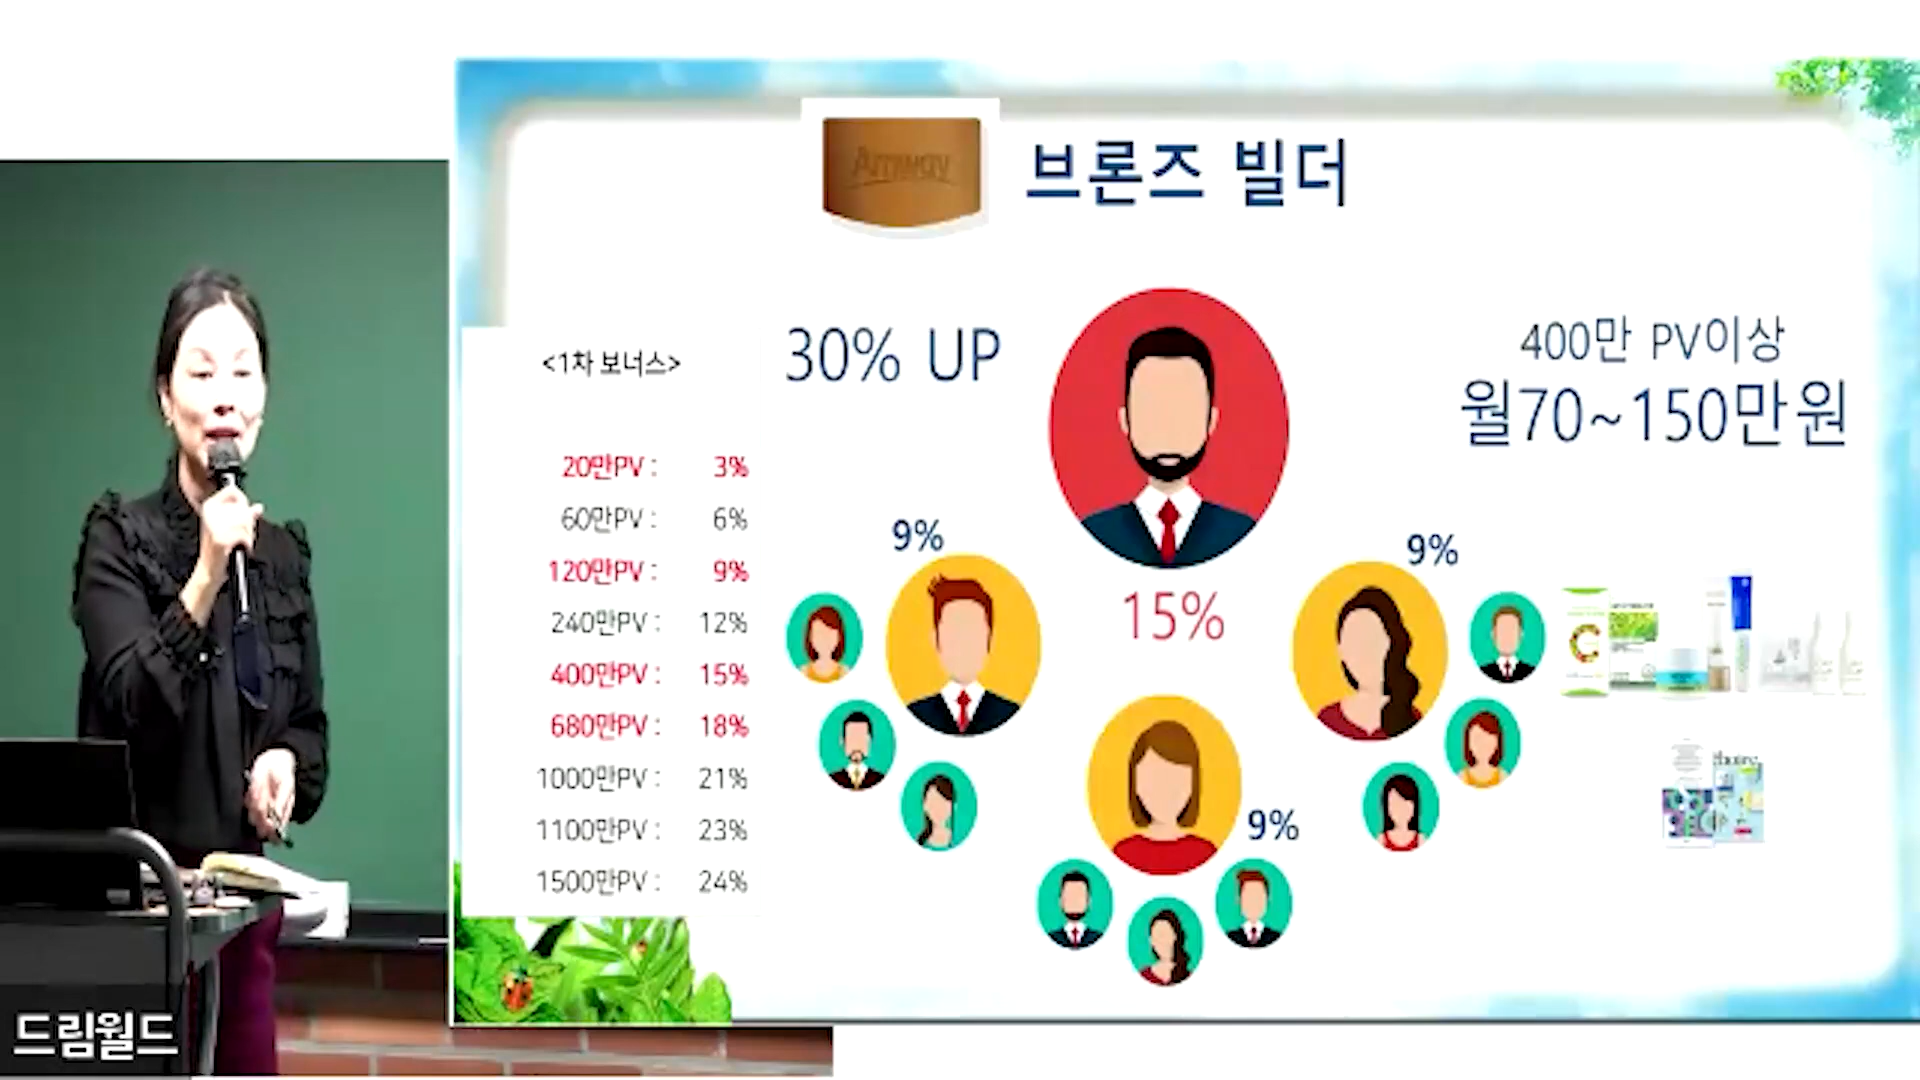 Amway
브론즈 빌더
30% UP
400만 PV이상
월70~150만원
<1차 보너스>
20만PV : 3%
60만PV : 6%
120만PV : 9%
240만PV : 12%
400만PV : 15%
680만PV : 18%
1000만PV : 21%
1100만PV : 23%
1500만PV : 24%
9%
9%
15%
9%
드림월드